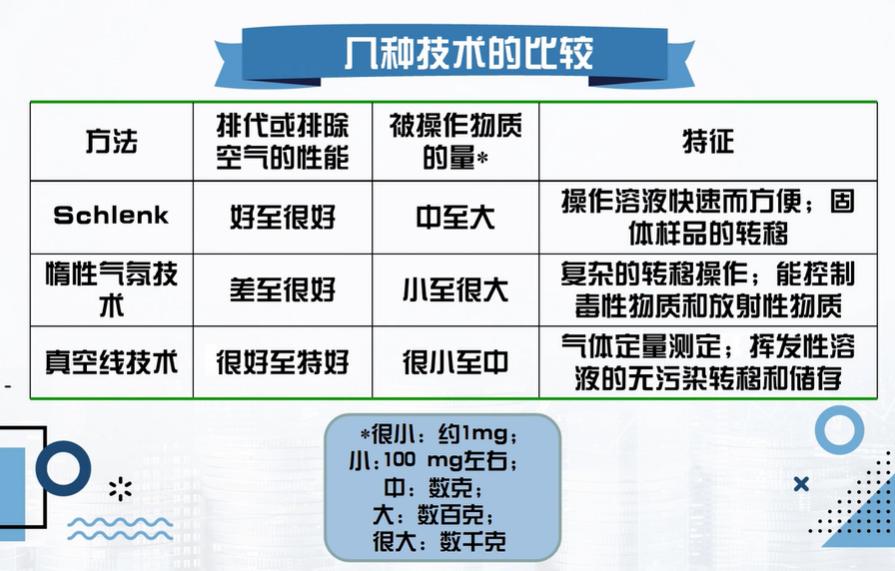 几种技术的比较
方法
排代或排除
空气的性能
被操作物质
的量*
特征
Schlenk
好至很好
中至大
操作溶液快速而方便；固
体样品的转移
惰性气氛技
术
差至很好
小至很大
复杂的转移操作；能控制
毒性物质和放射性物质
真空线技术
很好至特好
很小至中
气体定量测定；挥发性溶
液的无污染转移和储存
*很小：约1mg；
小：100 mg左右；
中：数克；
大：数百克；
很大：数千克